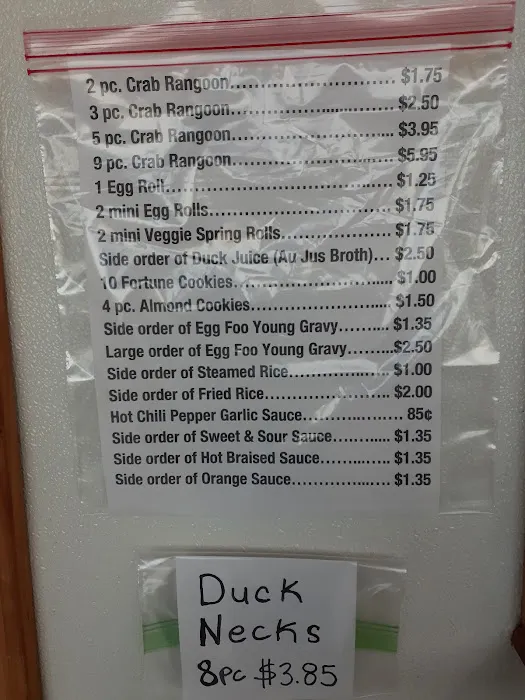 2 pc. Crab Rangoon.............................. $1.75
3 pc. Crab Rangoon.............................. $2.50
5 pc. Crab Rangoon.............................. $3.95
9 pc. Crab Rangoon.............................. $5.95
1 Egg Roll.......................................... $1.25
2 mini Egg Rolls.................................. $1.75
2 mini Veggie Spring Rolls.................... $1.75
Side order of Duck Juice (Au Jus Broth)... $2.50
10 Fortune Cookies.............................. $1.00
4 pc. Almond Cookies.......................... $1.50
Side order of Egg Foo Young Gravy......... $1.35
Large order of Egg Foo Young Gravy.........$2.50
Side order of Steamed Rice.................... $1.00
Side order of Fried Rice......................... $2.00
Hot Chili Pepper Garlic Sauce.................. 85¢
Side order of Sweet & Sour Sauce........... $1.35
Side order of Hot Braised Sauce.............. $1.35
Side order of Orange Sauce.................... $1.35
Duck
Necks
8pc $3.85